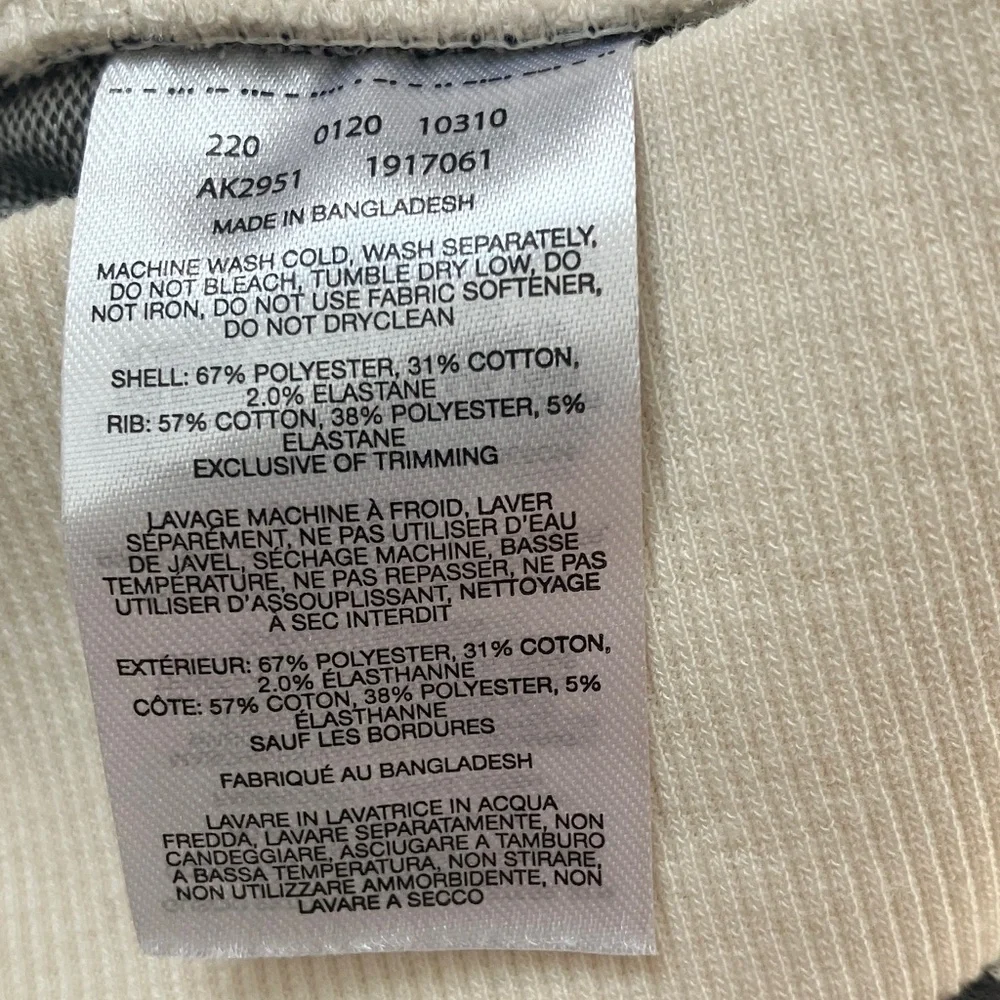 220 0120 10310
AK2951 1917061
MADE IN BANGLADESH
MACHINE WASH COLD, WASH SEPARATELY,
DO NOT BLEACH, TUMBLE DRY LOW, DO
NOT IRON, DO NOT USE FABRIC SOFTENER,
DO NOT DRYCLEAN
SHELL: 67% POLYESTER, 31% COTTON,
2.0% ELASTANE
RIB: 57% COTTON, 38% POLYESTER, 5%
ELASTANE
EXCLUSIVE OF TRIMMING
LAVAGE MACHINE À FROID, LAVER
SÉPARÉMENT, NE PAS UTILISER D'EAU
DE JAVEL, SÉCHAGE MACHINE, BASSE
TEMPÉRATURE, NE PAS REPASSER, NE PAS
UTILISER D'ASSOUPLISSANT, NETTOYAGE
A SEC INTERDIT
EXTÉRIEUR: 67% POLYESTER, 31% COTON,
2.0% ÉLASTHANNE
CÔTE: 57% COTON, 38% POLYESTER, 5%
ÉLASTHANNE
SAUF LES BORDURES
FABRIQUÉ AU BANGLADESH
LAVARE IN LAVATRICE IN ACQUA
FREDDA, LAVARE SEPARATAMENTE, NON
CANDEGGIARE, ASCIUGARE A TAMBURO
A BASSA TEMPERATURA, NON STIRARE,
NON UTILIZZARE AMMORBIDENTE, NON
LAVARE A SECCO